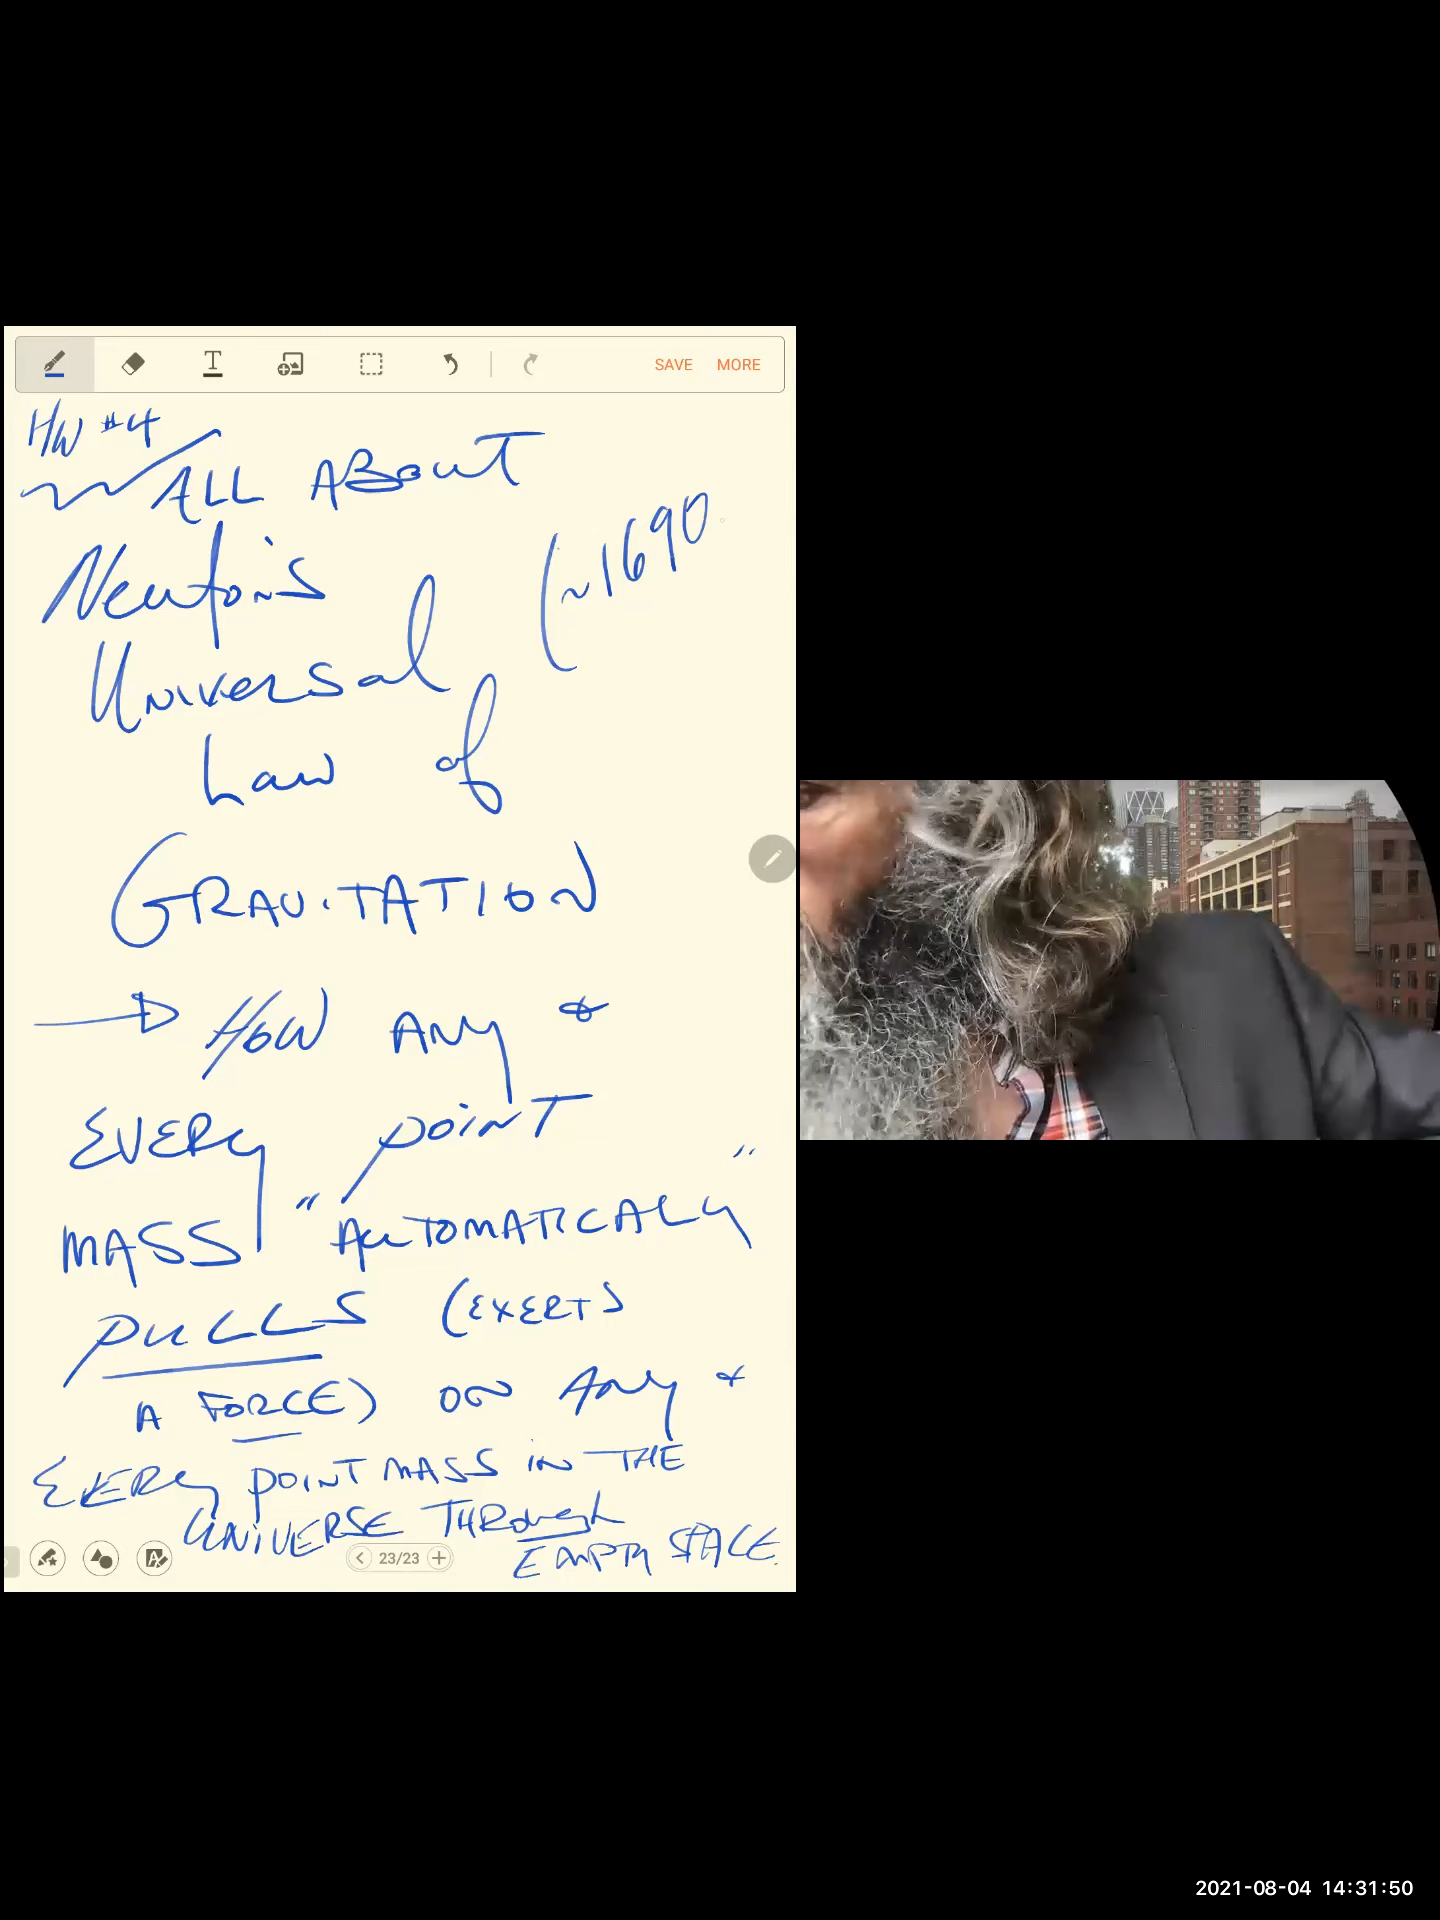 SAVE MORE
HW #4
ALL ABOUT
Newton's
(~1690
Universal
Law of
GRAVITATION
HOW ANY &
EVERY POINT
MASS "AUTOMATICALY"
PULLS (EXERTS
A FORCE) ON ANY &
EVERY POINT MASS IN THE
UNIVERSE THROUGH
EMPTY SPACE.
23/23
2021-08-04 14:31:50